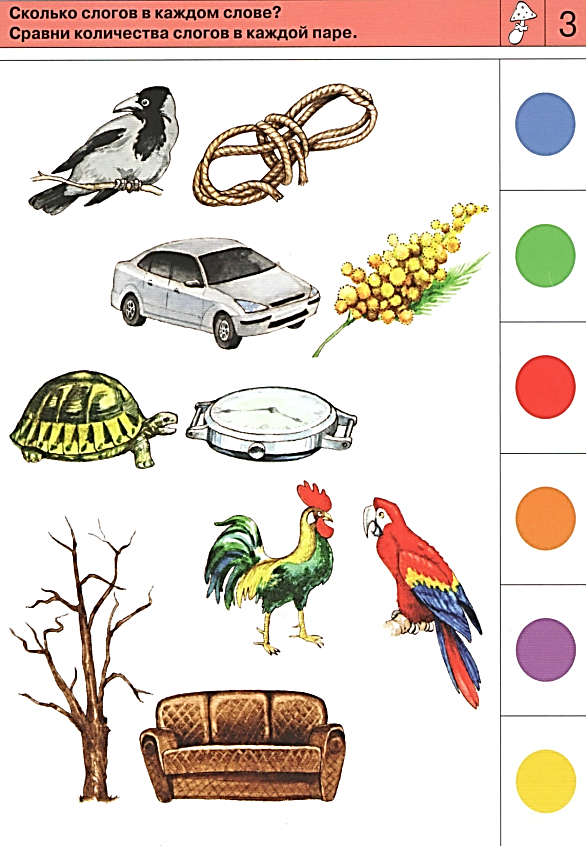 Сколько слогов в каждом слове?
Сравни количества слогов в каждой паре.
3